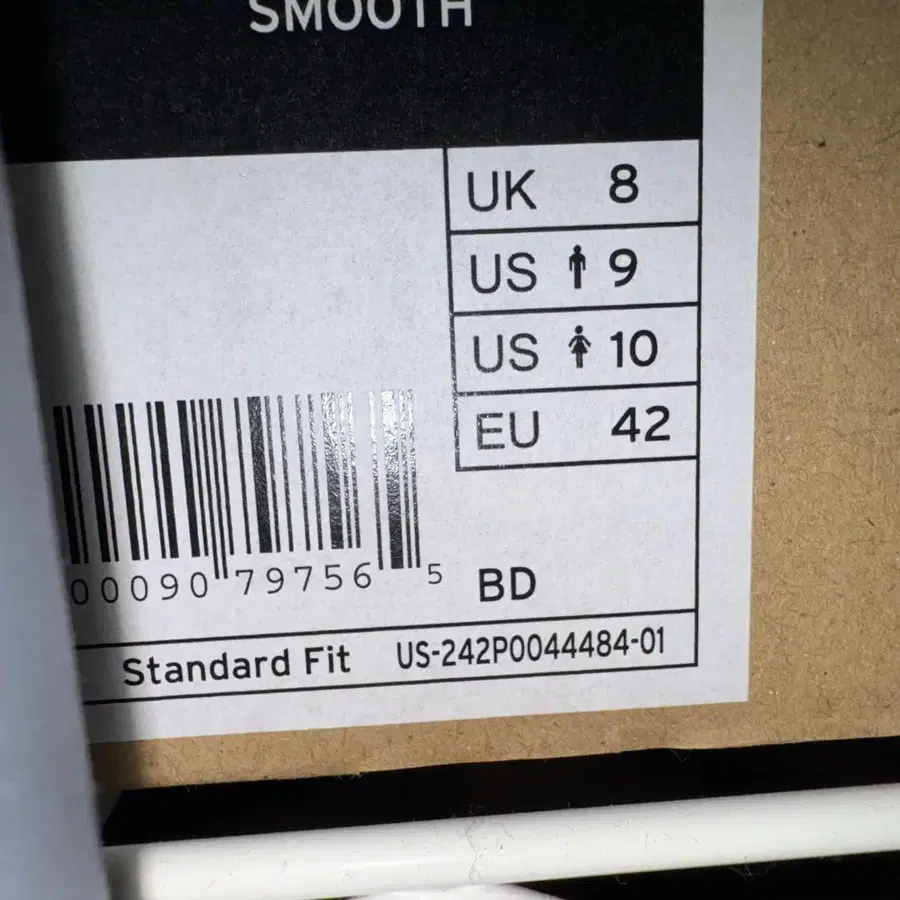 SMOOTH
UK 8
US 9
US 10
EU 42
00090 79756 5
BD
Standard Fit US-242P0044484-01